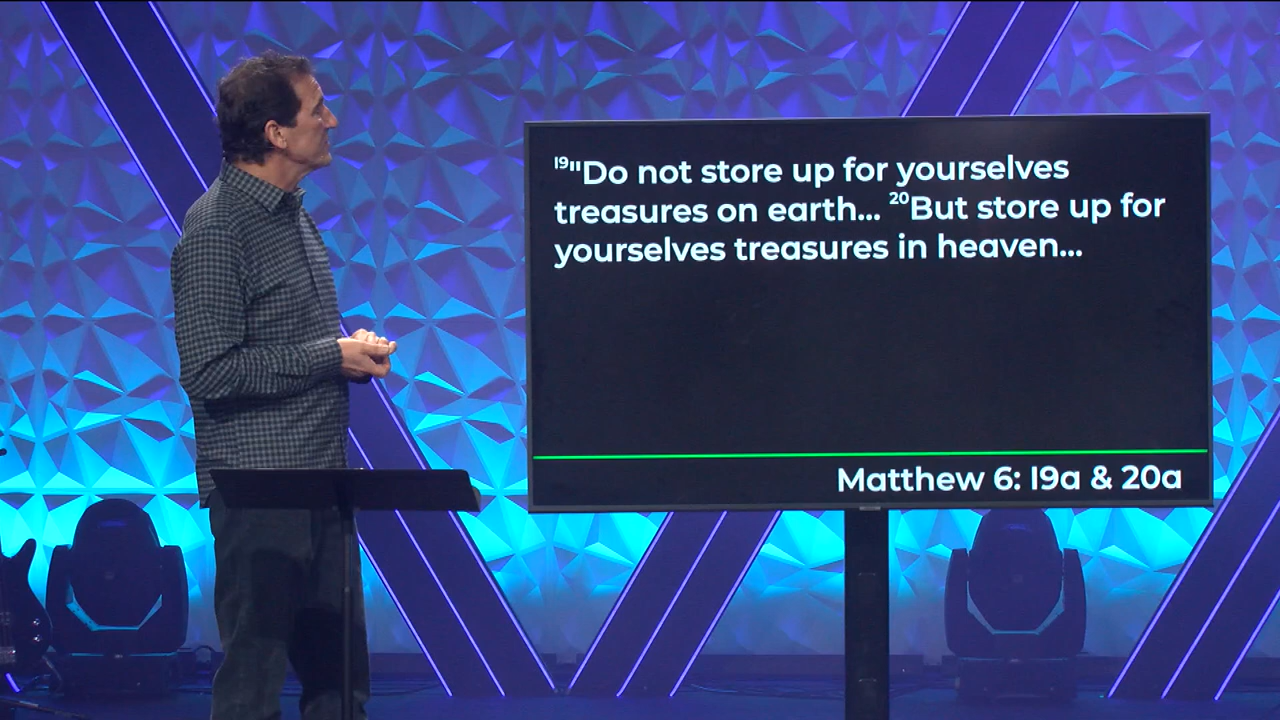 19"Do not store up for yourselves
treasures on earth... 20But store up for
yourselves treasures in heaven...
Matthew 6: 19a & 20a